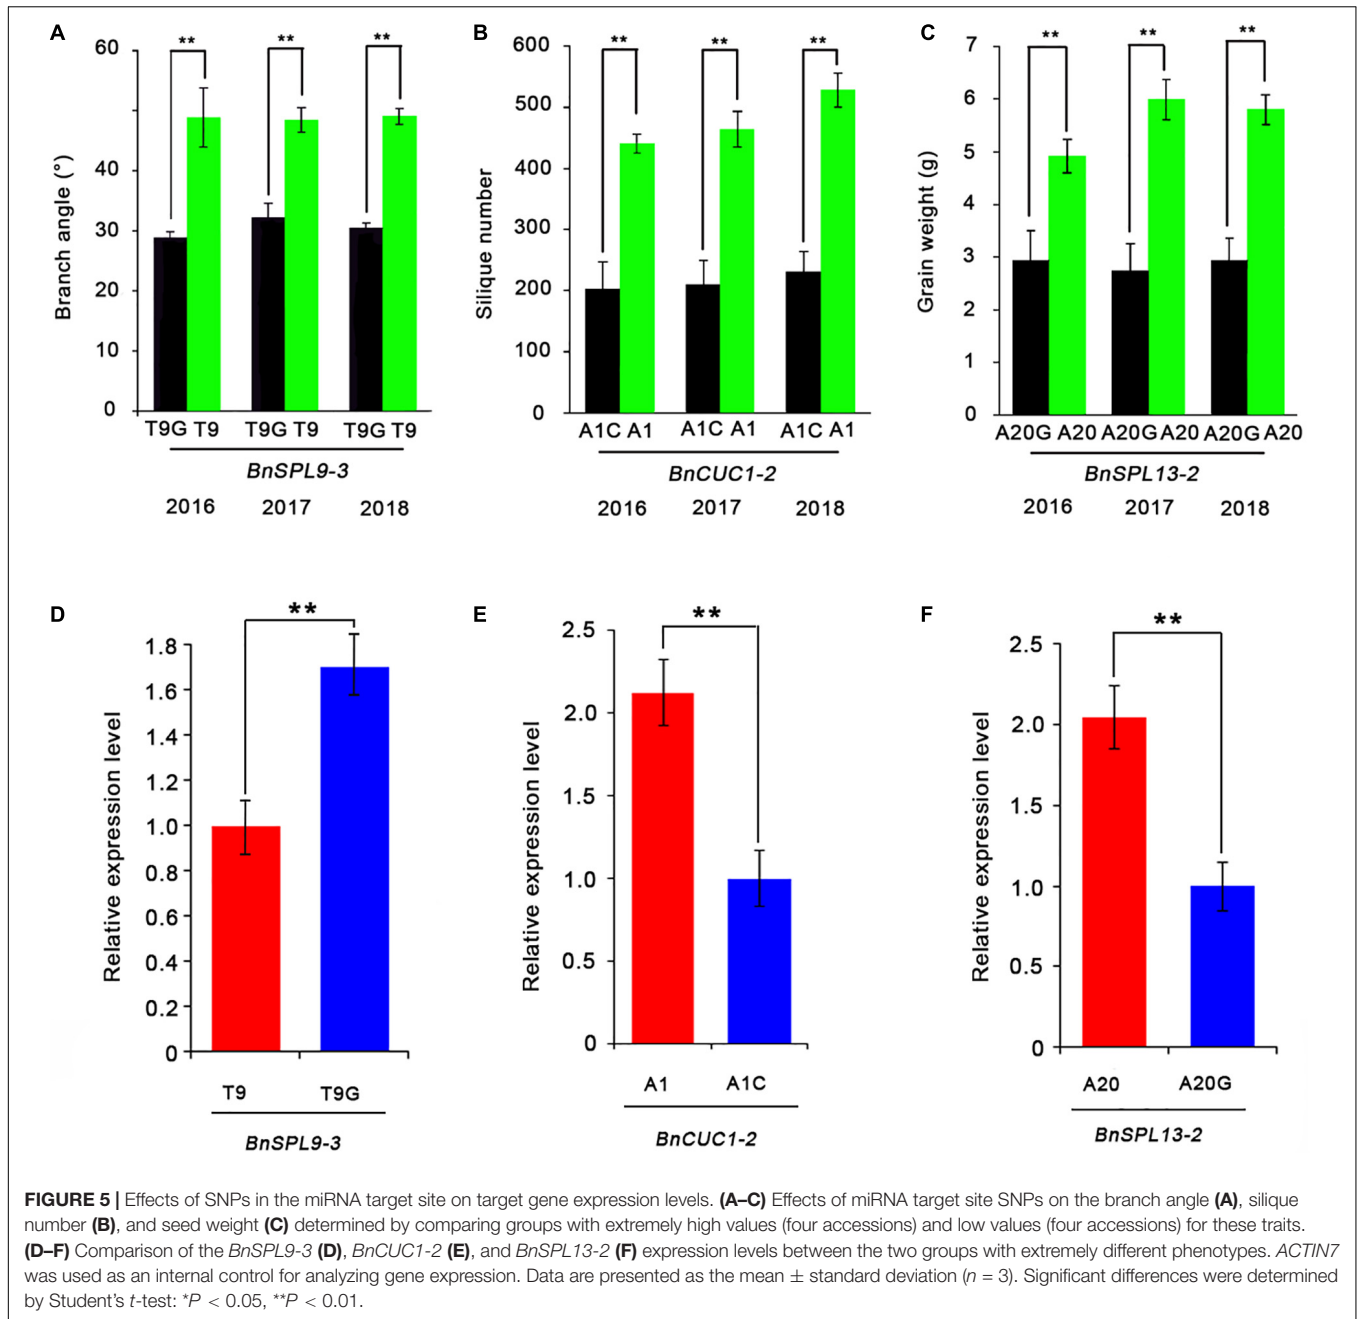 A
**
**
**
60
40
30
20
10
0
Branch angle (°)
T9G T9 T9G T9 T9G T9
BnSPL9-3
2016 2017 2018
B
**
**
**
600
500
400
300
200
100
0
Silique number
A1C A1 A1C A1 A1C A1
BnCUC1-2
2016 2017 2018
C
**
**
**
7
6
5
4
3
2
1
0
Grain weight (g)
A20G A20 A20G A20 A20G A20
BnSPL13-2
2016 2017 2018
D
**
1.8
1.6
1.4
1.2
1.0
0.8
0.6
0.4
0.2
0
Relative expression level
T9 T9G
BnSPL9-3
E
**
2.5
2.0
1.5
1.0
0.5
0
Relative expression level
A1 A1C
BnCUC1-2
F
**
2.5
2.0
1.5
1.0
0.5
0
Relative expression level
A20 A20G
BnSPL13-2
FIGURE 5 | Effects of SNPs in the miRNA target site on target gene expression levels. (A–C) Effects of miRNA target site SNPs on the branch angle (A), silique
number (B), and seed weight (C) determined by comparing groups with extremely high values (four accessions) and low values (four accessions) for these traits.
(D–F) Comparison of the BnSPL9-3 (D), BnCUC1-2 (E), and BnSPL13-2 (F) expression levels between the two groups with extremely different phenotypes. ACTIN7
was used as an internal control for analyzing gene expression. Data are presented as the mean ± standard deviation (n = 3). Significant differences were determined
by Student's t-test: *P < 0.05, **P < 0.01.